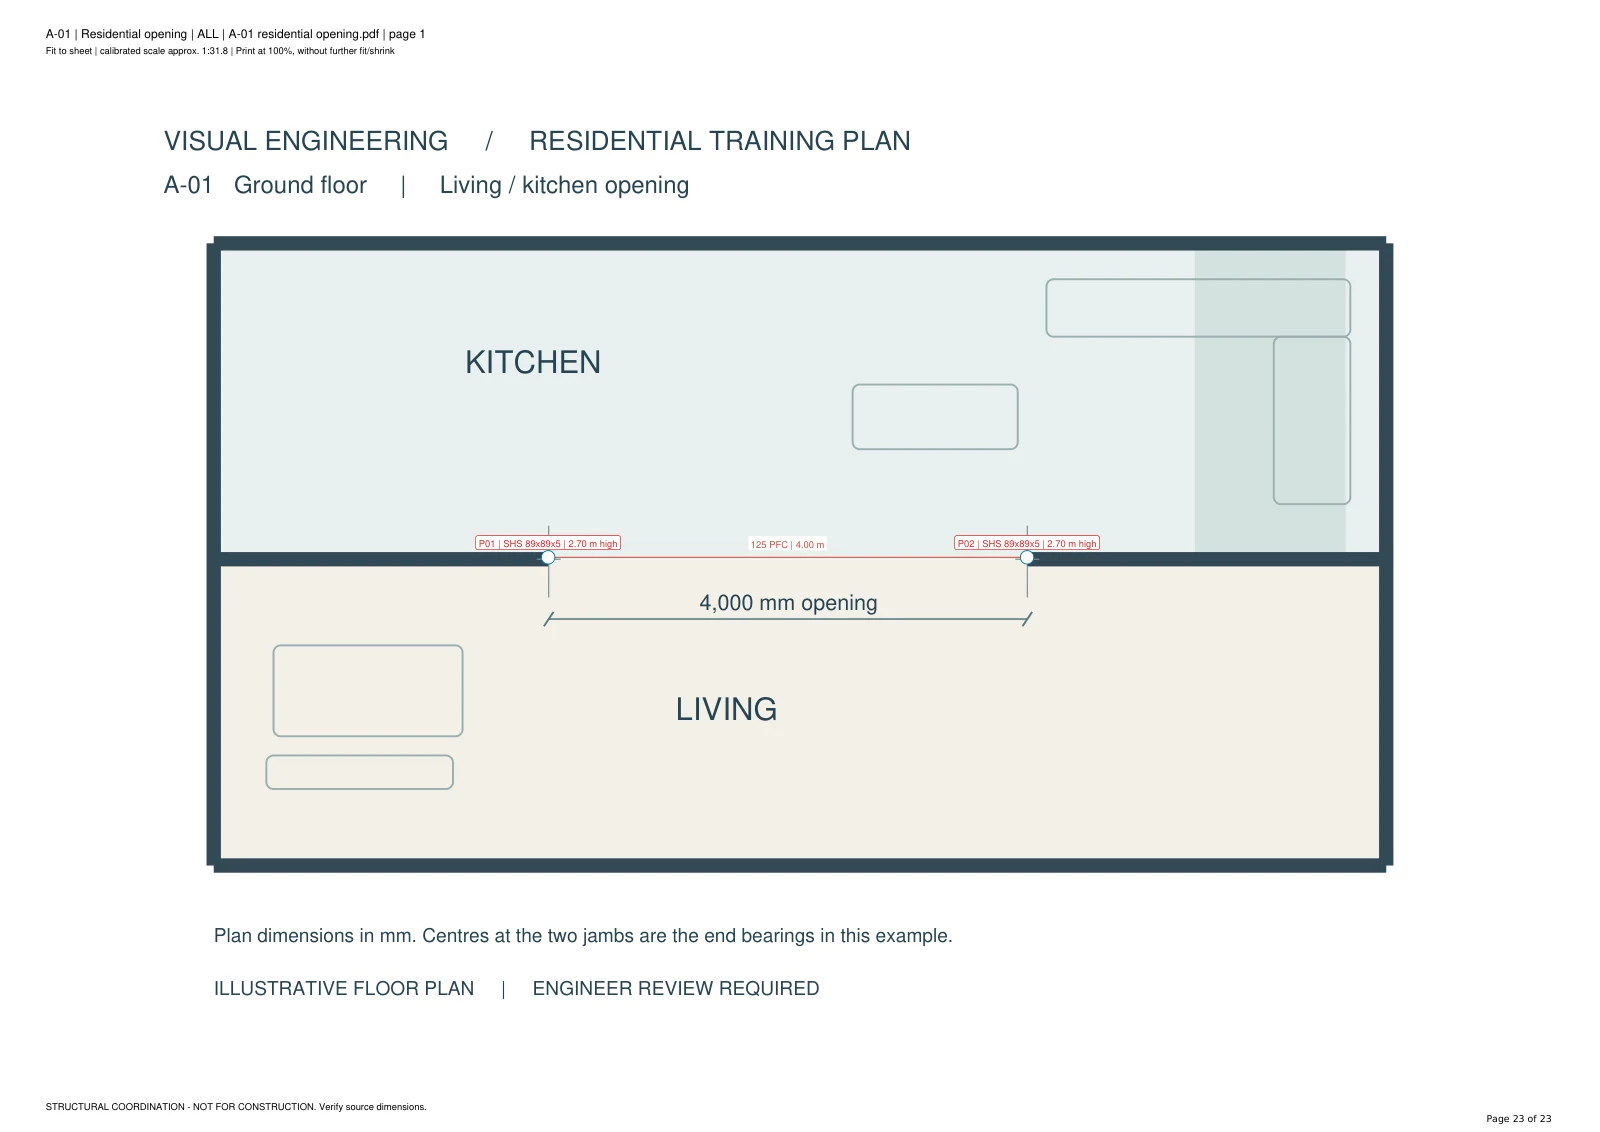 A-01 | Residential opening | ALL | A-01 residential opening.pdf | page 1
Fit to sheet | calibrated scale approx. 1:31.8 | Print at 100%, without further fit/shrink
VISUAL ENGINEERING / RESIDENTIAL TRAINING PLAN
A-01 Ground floor | Living / kitchen opening
KITCHEN
P01 | SHS 89x89x5 | 2.70 m high
125 PFC | 4.00 m
P02 | SHS 89x89x5 | 2.70 m high
4,000 mm opening
LIVING
Plan dimensions in mm. Centres at the two jambs are the end bearings in this example.
ILLUSTRATIVE FLOOR PLAN | ENGINEER REVIEW REQUIRED
STRUCTURAL COORDINATION - NOT FOR CONSTRUCTION. Verify source dimensions.
Page 23 of 23